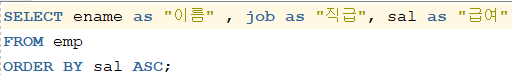 SELECT ename as "이름" , job as "직급", sal as "급여"
FROM emp
ORDER BY sal ASC;